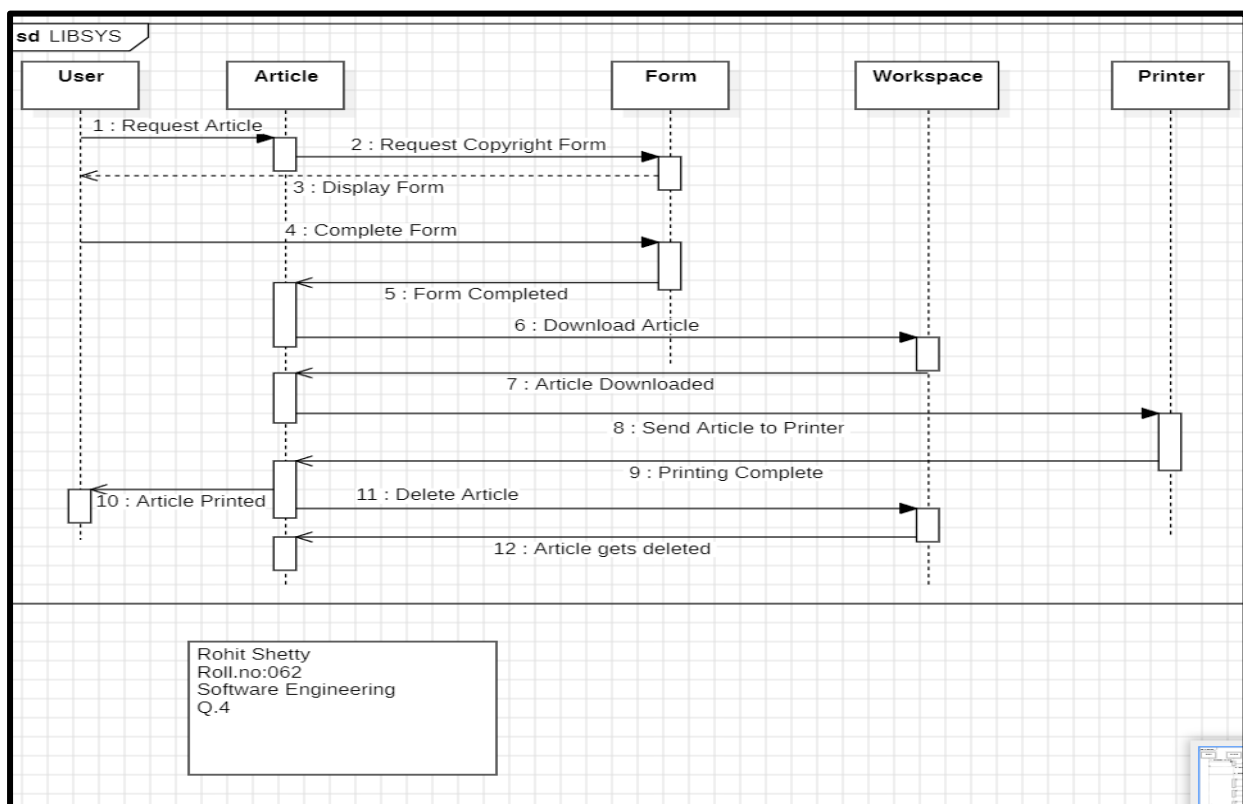 sd LIBSYS
User
Article
Form
Workspace
Printer
1 : Request Article
2 : Request Copyright Form
3 : Display Form
4 : Complete Form
5 : Form Completed
6 : Download Article
7 : Article Downloaded
8 : Send Article to Printer
9 : Printing Complete
10 : Article Printed
11 : Delete Article
12 : Article gets deleted
Rohit Shetty
Roll.no:062
Software Engineering
Q.4